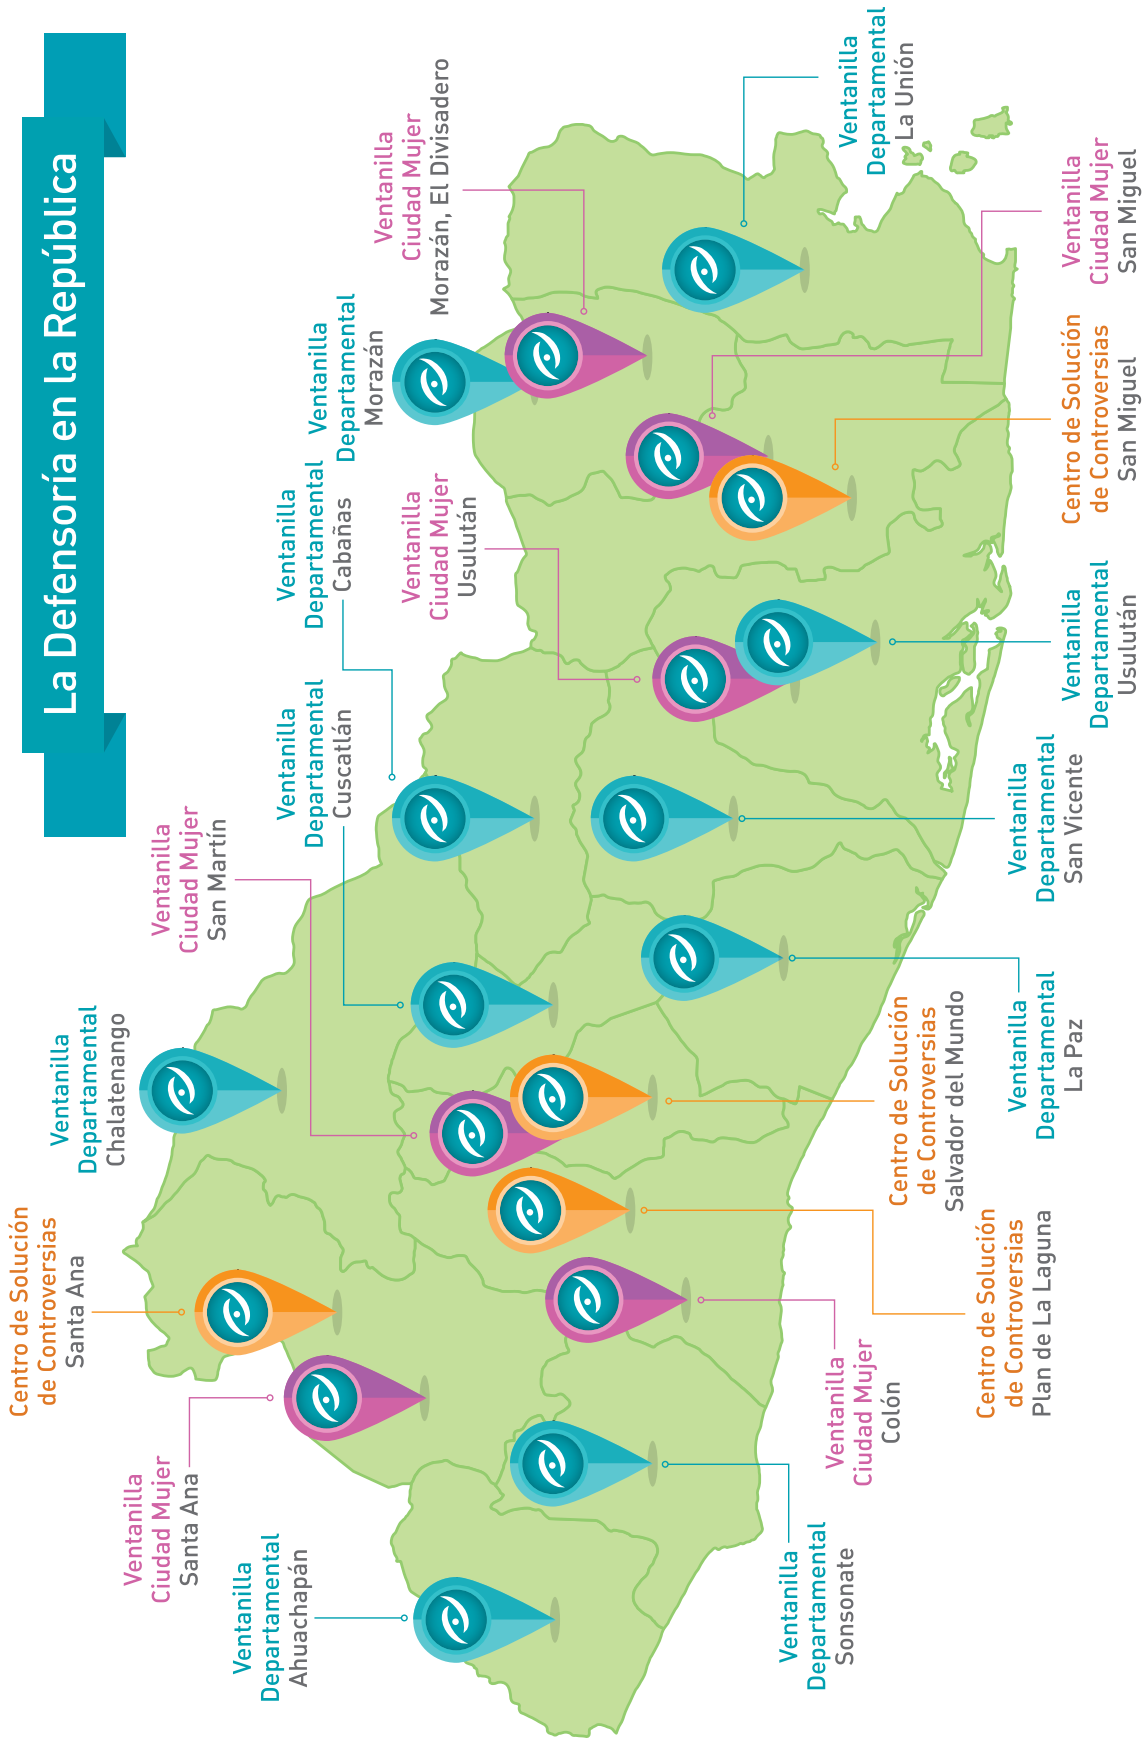 La Defensoría en la República
Centro de Solución
de Controversias
Santa Ana
Ventanilla
Departamental
Chalatenango
Ventanilla
Ciudad Mujer
San Martín
Ventanilla
Departamental
Cuscatlán
Ventanilla
Departamental
Cabañas
Ventanilla
Departamental
Morazán
Ventanilla
Ciudad Mujer
Morazán, El Divisadero
Ventanilla
Ciudad Mujer
Usulután
Ventanilla
Ciudad Mujer
Santa Ana
Ventanilla
Departamental
Ahuachapán
Ventanilla
Departamental
Sonsonate
Ventanilla
Ciudad Mujer
Colón
Centro de Solución
de Controversias
Plan de La Laguna
Centro de Solución
de Controversias
Salvador del Mundo
Ventanilla
Departamental
La Paz
Ventanilla
Departamental
San Vicente
Ventanilla
Departamental
Usulután
Centro de Solución
de Controversias
San Miguel
Ventanilla
Ciudad Mujer
San Miguel
Ventanilla
Departamental
La Unión